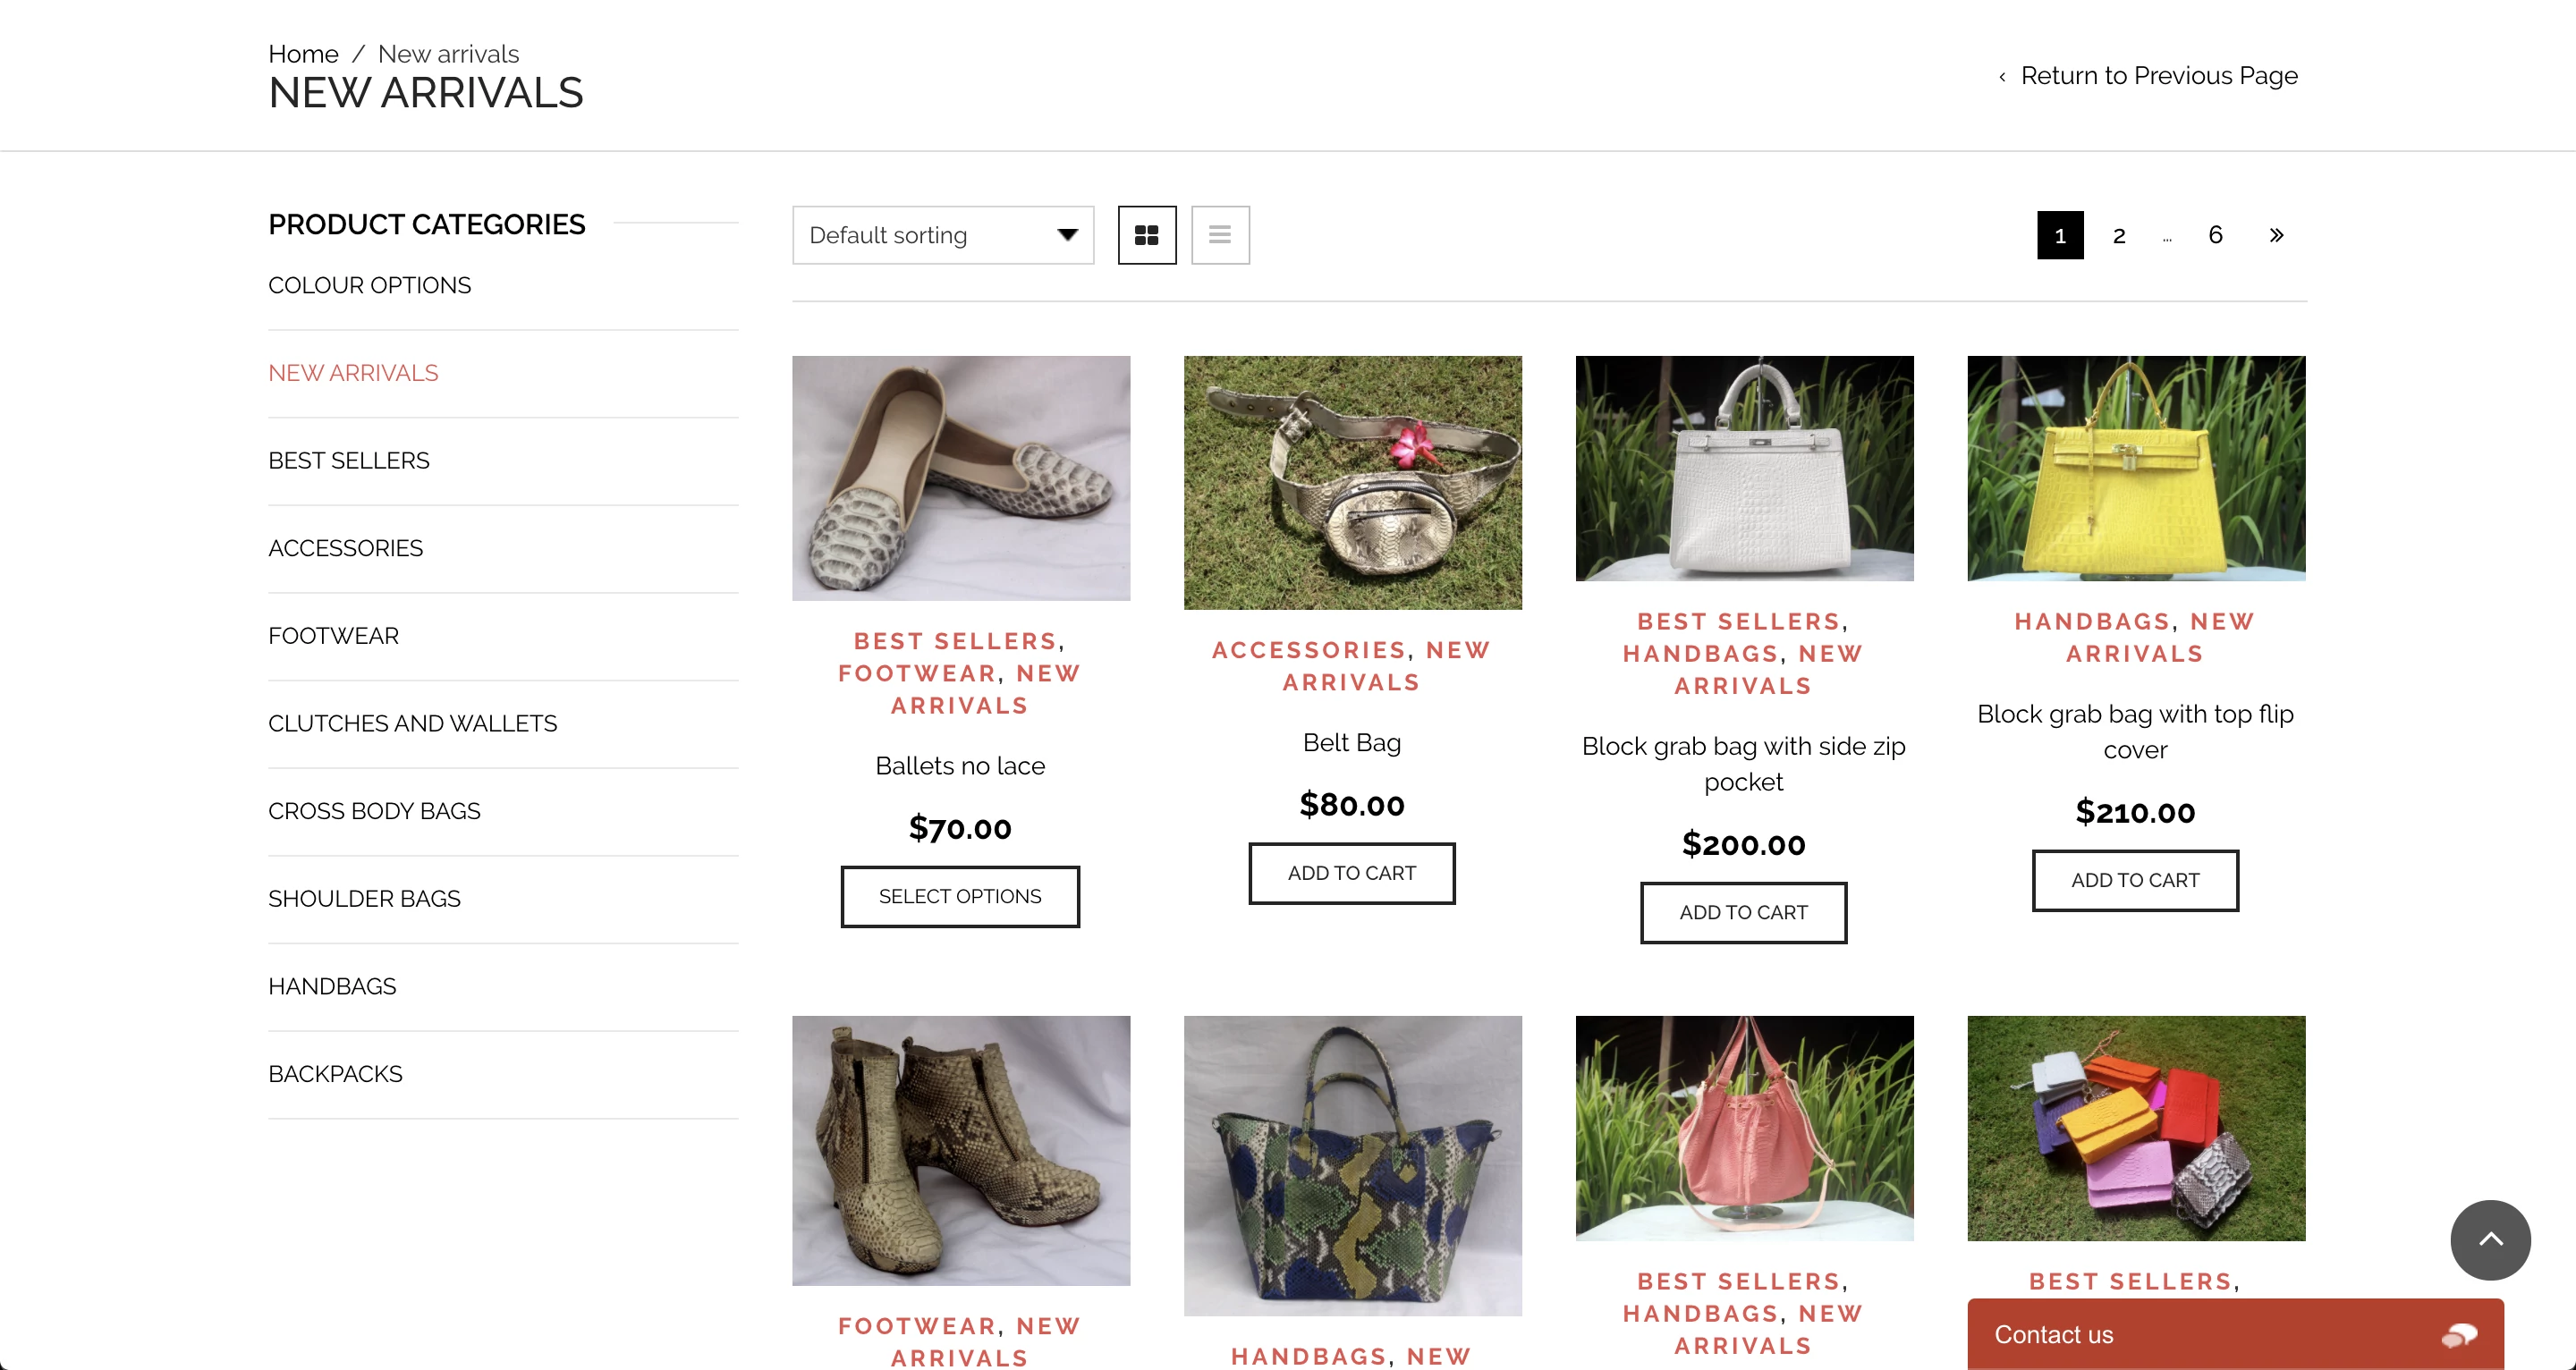 Home / New arrivals
NEW ARRIVALS
‹ Return to Previous Page
PRODUCT CATEGORIES
COLOUR OPTIONS
NEW ARRIVALS
BEST SELLERS
ACCESSORIES
FOOTWEAR
CLUTCHES AND WALLETS
CROSS BODY BAGS
SHOULDER BAGS
HANDBAGS
BACKPACKS
Default sorting
1 2 ... 6 »
BEST SELLERS,
FOOTWEAR, NEW
ARRIVALS
Ballets no lace
$70.00
SELECT OPTIONS
ACCESSORIES, NEW
ARRIVALS
Belt Bag
$80.00
ADD TO CART
BEST SELLERS,
HANDBAGS, NEW
ARRIVALS
Block grab bag with side zip
pocket
$200.00
ADD TO CART
HANDBAGS, NEW
ARRIVALS
Block grab bag with top flip
cover
$210.00
ADD TO CART
FOOTWEAR, NEW
ARRIVALS
HANDBAGS, NEW
BEST SELLERS,
HANDBAGS, NEW
ARRIVALS
BEST SELLERS,
Contact us